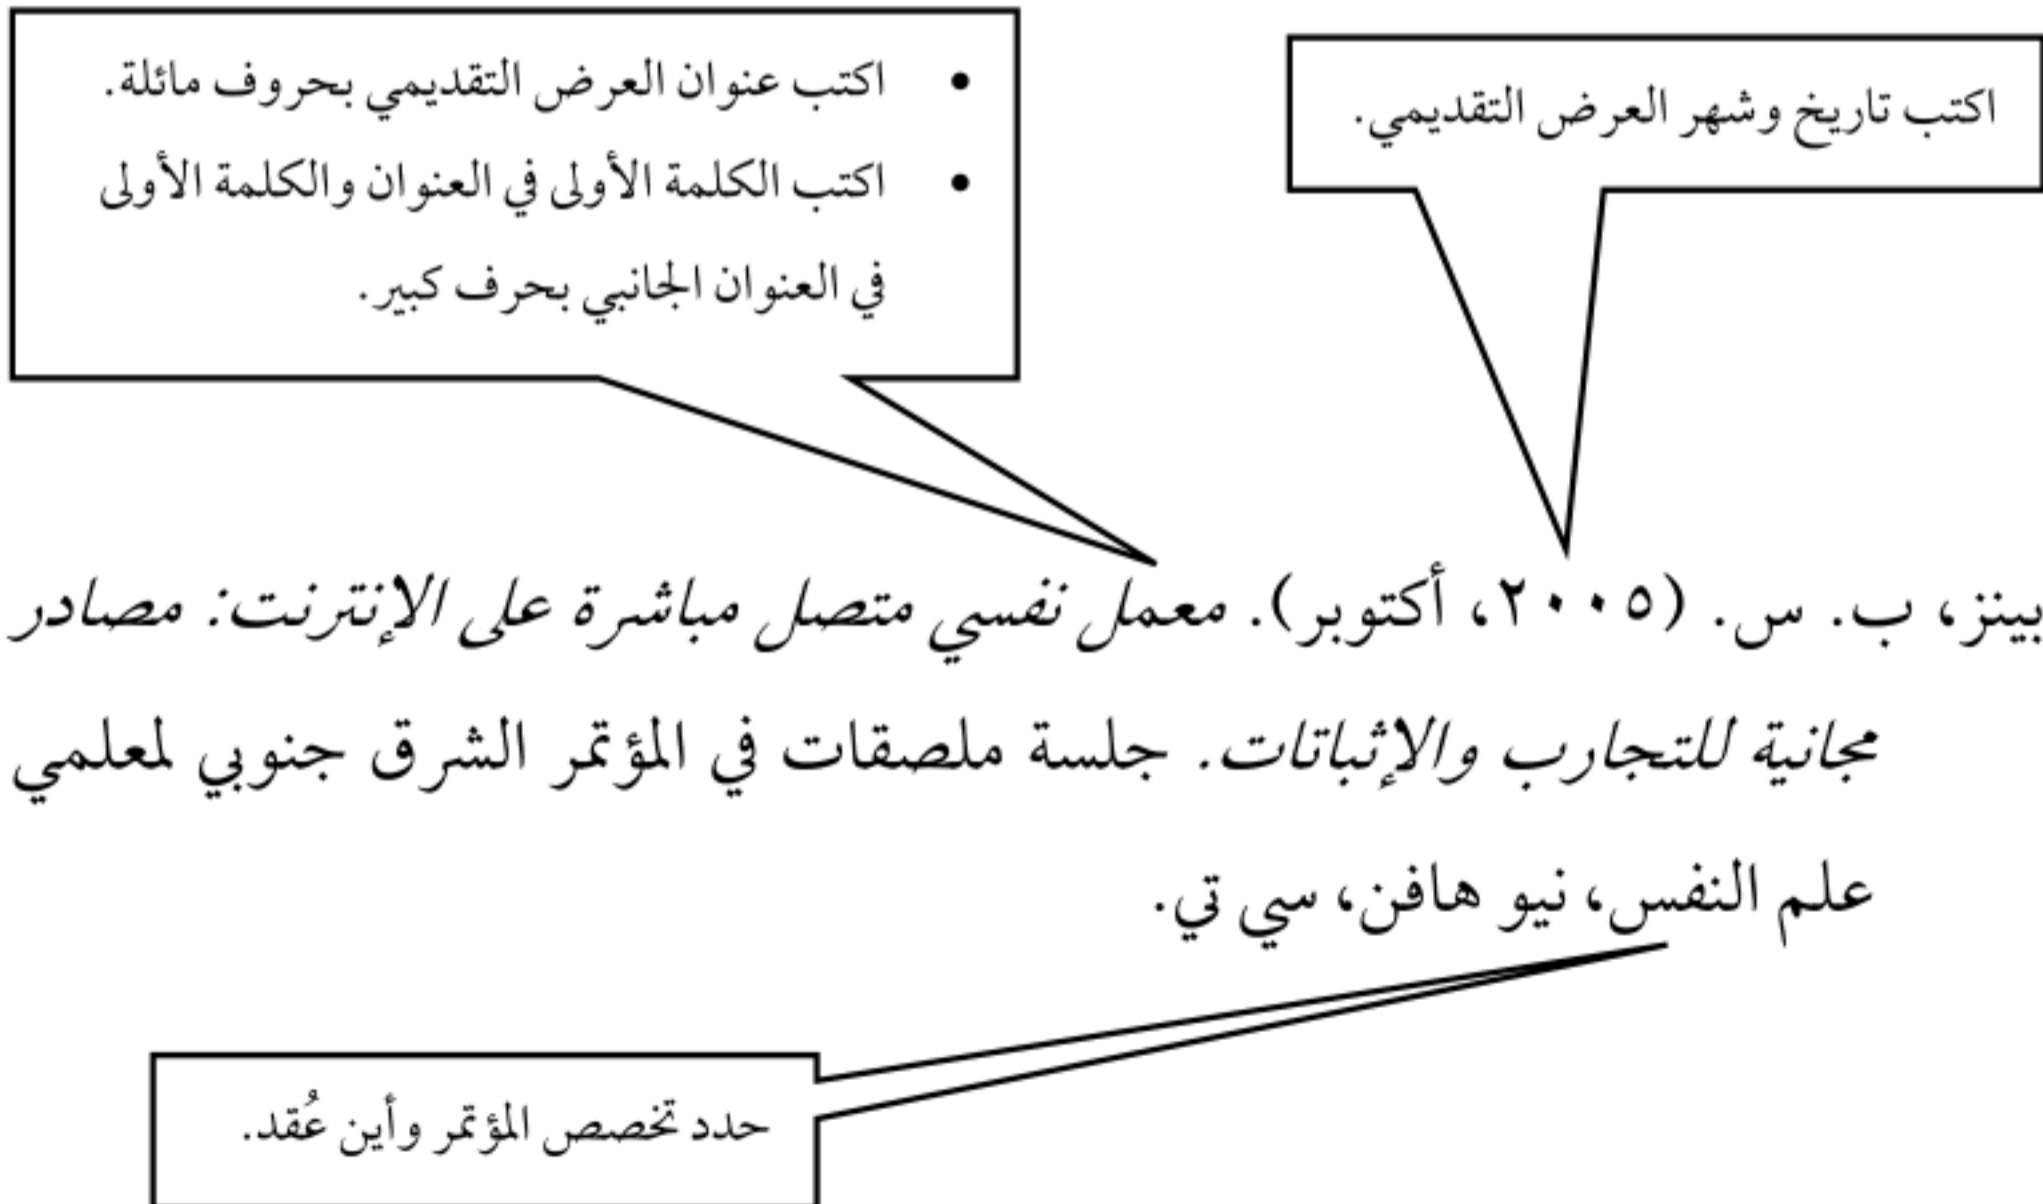 اكتب تاريخ وشهر العرض التقديمي.
• اكتب عنوان العرض التقديمي بحروف مائلة.
• اكتب الكلمة الأولى في العنوان والكلمة الأولى
في العنوان الجانبي بحرف كبير.
بينز، ب. س. (٢٠٠٥، أكتوبر). معمل نفسي متصل مباشرة على الإنترنت: مصادر
مجانية للتجارب والإثباتات. جلسة ملصقات في المؤتمر الشرق جنوبي لمعلمي
علم النفس، نيو هافن، سي تي.
حدد تخصص المؤتمر وأين عُقد.